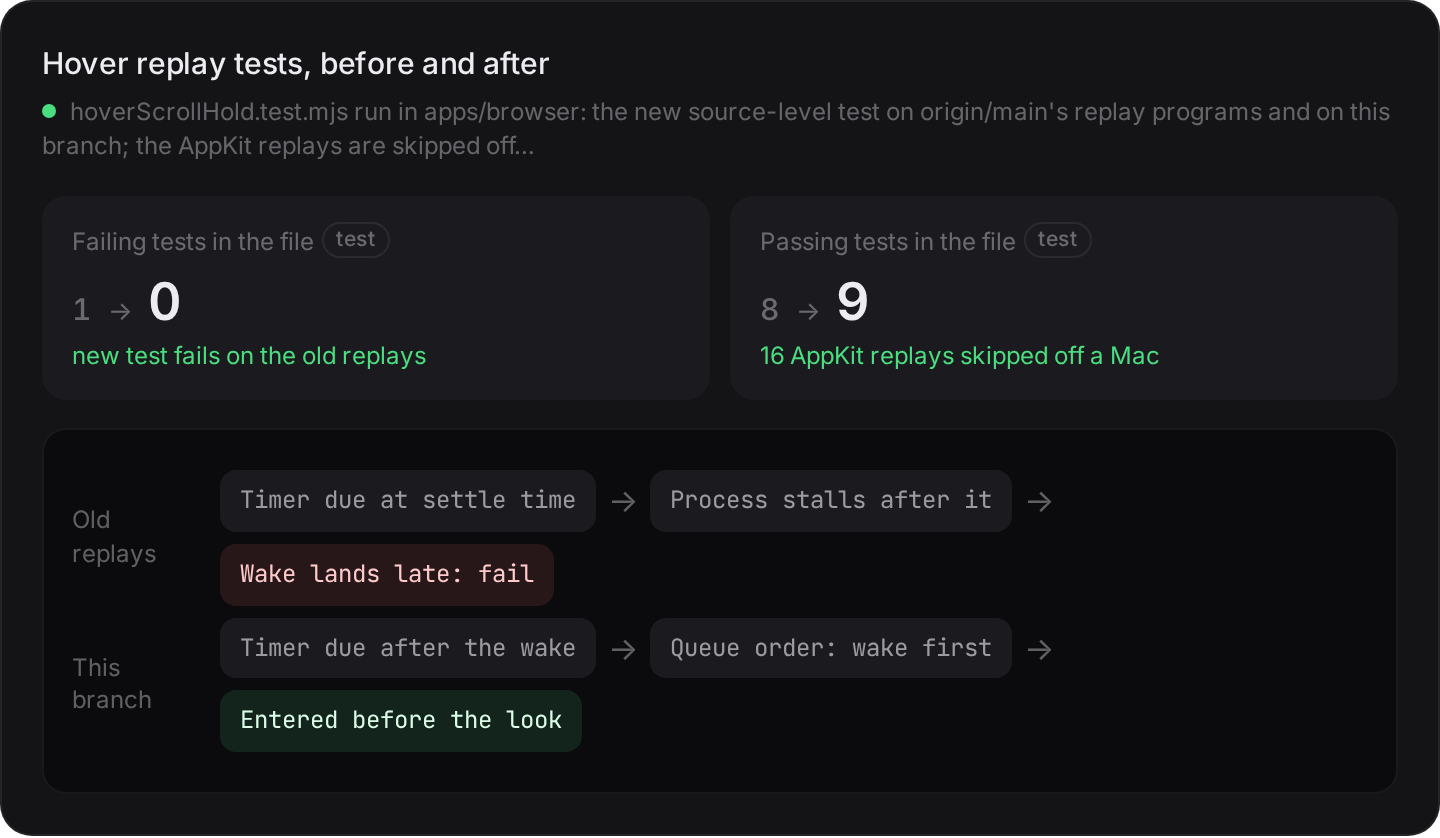 Hover replay tests, before and after
hoverScrollHold.test.mjs run in apps/browser: the new source-level test on origin/main's replay programs and on this
branch; the AppKit replays are skipped off...
Failing tests in the file test
1 → 0
new test fails on the old replays
Passing tests in the file test
8 → 9
16 AppKit replays skipped off a Mac
Old
replays
Timer due at settle time → Process stalls after it →
Wake lands late: fail
This
branch
Timer due after the wake → Queue order: wake first →
Entered before the look